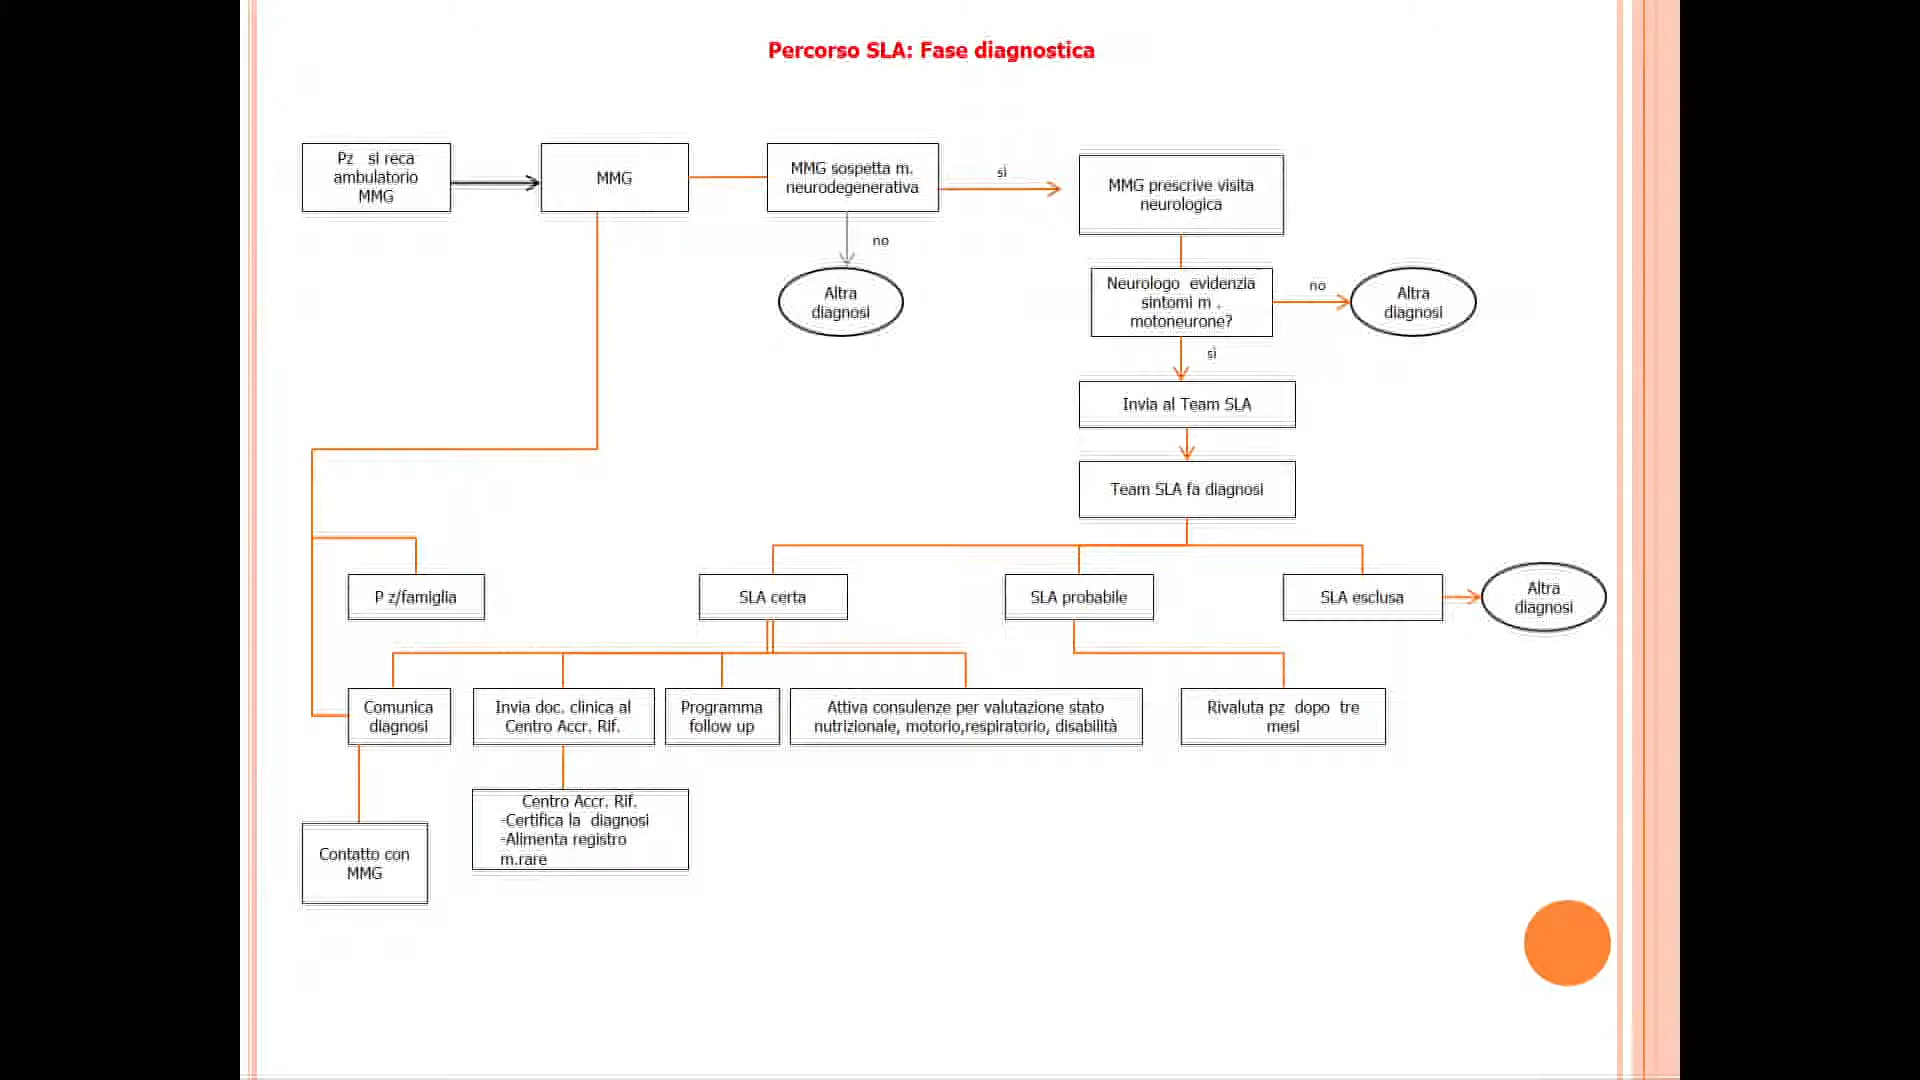 Percorso SLA: Fase diagnostica
Pz si reca
ambulatorio
MMG
MMG
MMG sospetta m.
neurodegenerativa
sì
MMG prescrive visita
neurologica
no
Altra
diagnosi
Neurologo evidenzia
sintomi m .
motoneurone?
no
Altra
diagnosi
sì
Invia al Team SLA
Team SLA fa diagnosi
P z/famiglia
SLA certa
SLA probabile
SLA esclusa
Altra
diagnosi
Comunica
diagnosi
Invia doc. clinica al
Centro Accr. Rif.
Programma
follow up
Attiva consulenze per valutazione stato
nutrizionale, motorio,respiratorio, disabilità
Rivaluta pz dopo tre
mesi
Centro Accr. Rif.
-Certifica la diagnosi
-Alimenta registro
m.rare
Contatto con
MMG